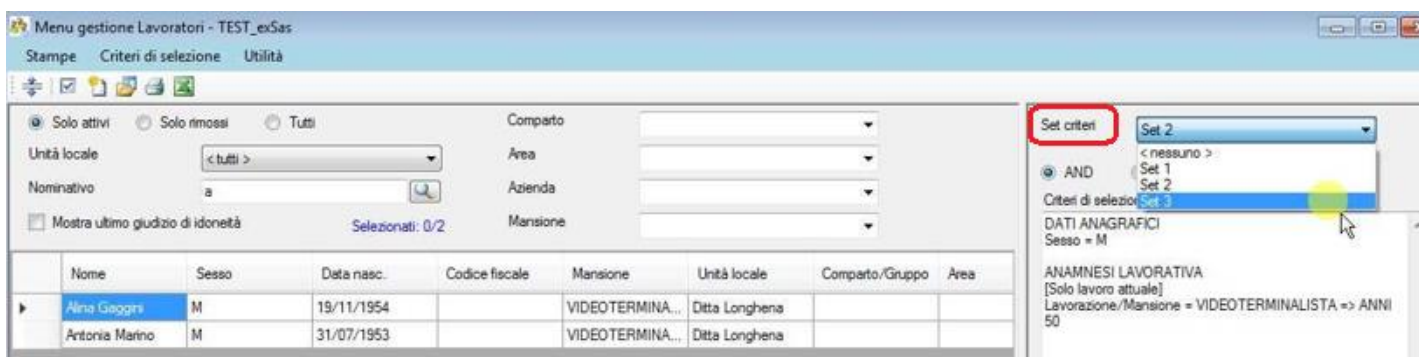 Menu gestione Lavoratori - TEST_exSas
Stampe Criteri di selezione Utilità
Solo attivi Solo rimossi Tutti
Unità locale < tutti >
Nominativo a
Mostra ultimo giudizio di idoneità Selezionati: 0/2
Comparto
Area
Azienda
Mansione
Set criteri Set 2
< nessuno >
Set 1
Set 2
Set 3
AND
Criteri di selezion
DATI ANAGRAFICI
Sesso = M
ANAMNESI LAVORATIVA
[Solo lavoro attuale]
Lavorazione/Mansione = VIDEOTERMINALISTA => ANNI
50
Nome Sesso Data nasc. Codice fiscale Mansione Unità locale Comparto/Gruppo Area
Alina Gaggini M 19/11/1954 VIDEOTERMINA... Ditta Longhena
Antonia Marino M 31/07/1953 VIDEOTERMINA... Ditta Longhena